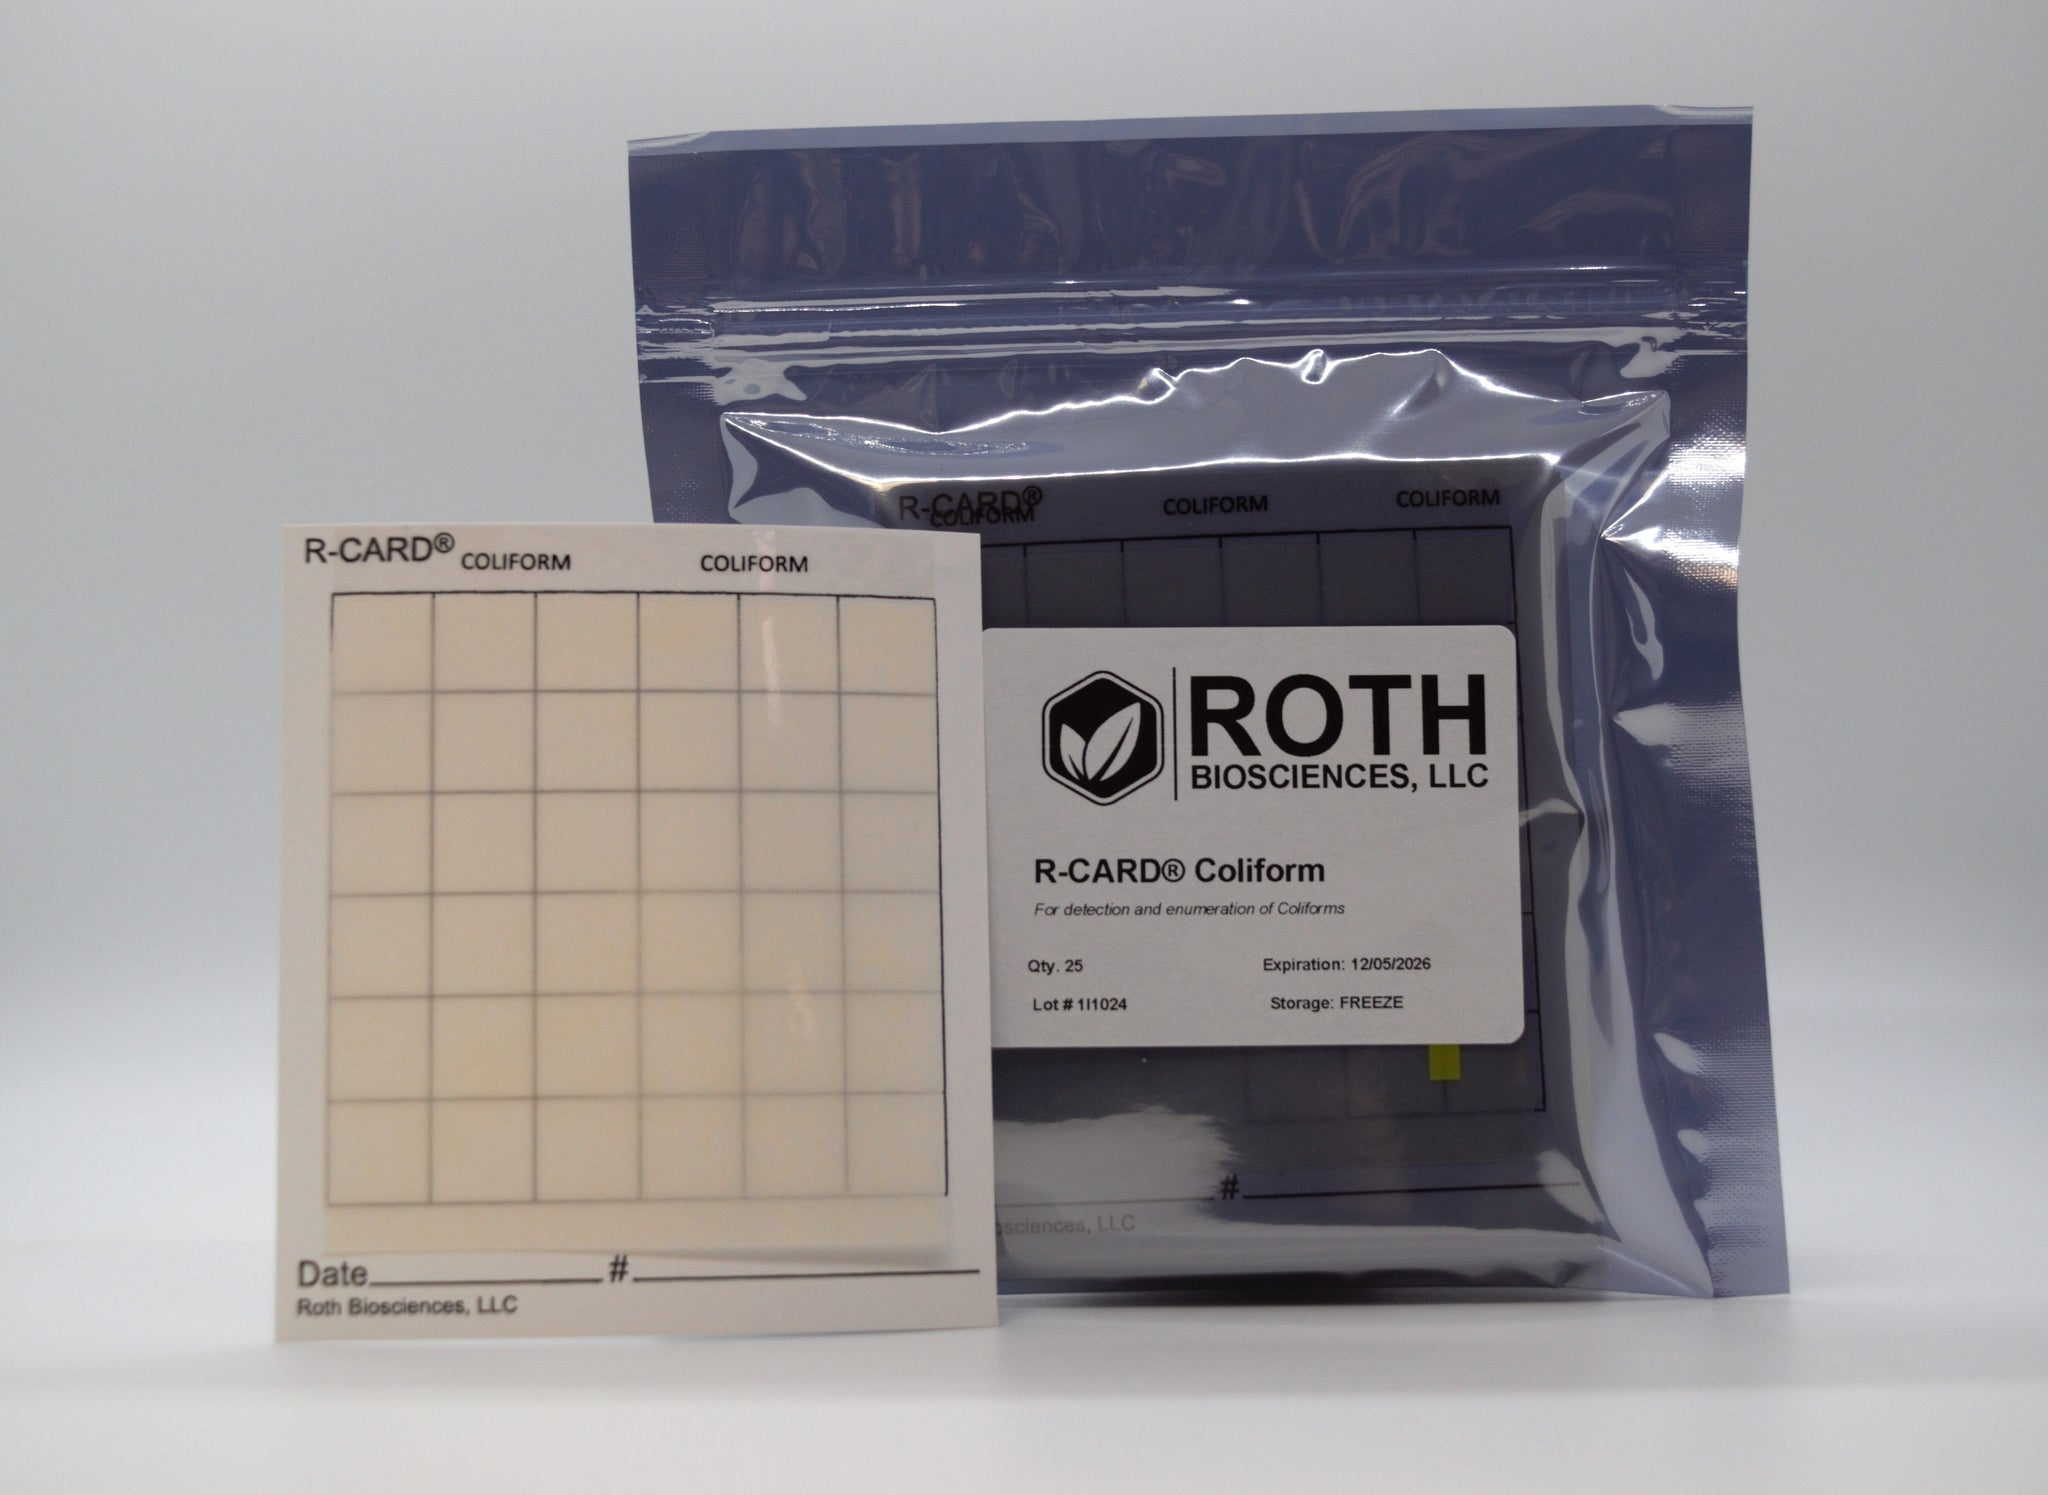 R-CARD® COLIFORM COLIFORM
Date # 
Roth Biosciences, LLC
R-CARD® COLIFORM COLIFORM COLIFORM
ROTH
BIOSCIENCES, LLC
R-CARD® Coliform
For detection and enumeration of Coliforms
Qty. 25 Expiration: 12/05/2026
Lot # 1I1024 Storage: FREEZE
#
osciences, LLC